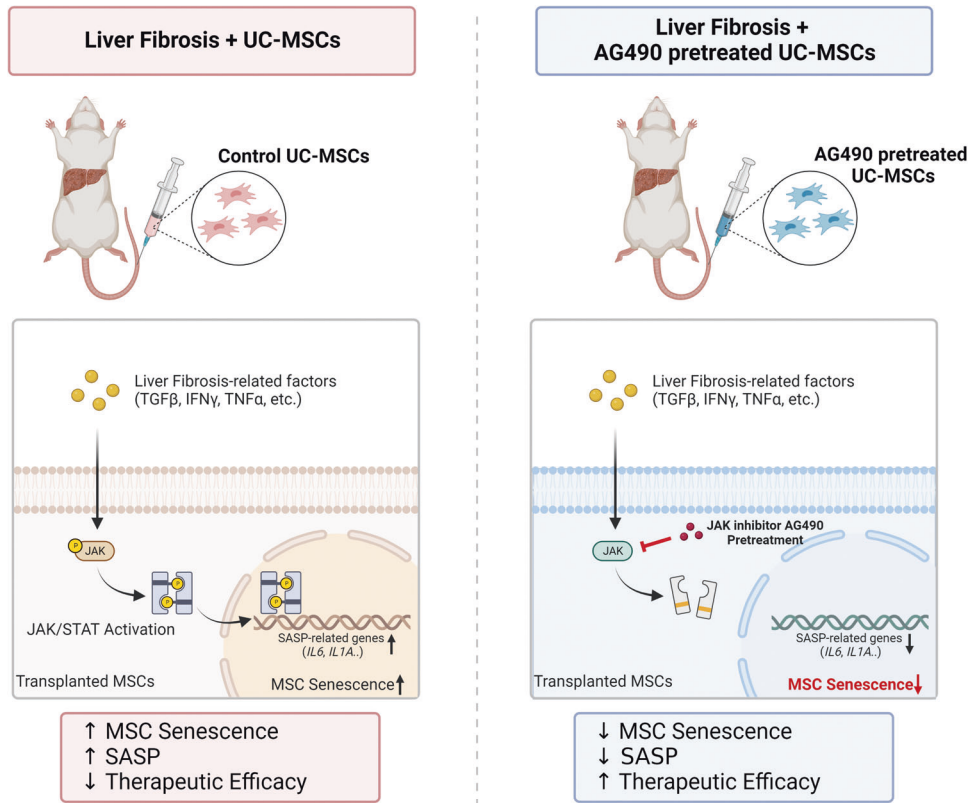 Liver Fibrosis + UC-MSCs
Control UC-MSCs
Liver Fibrosis-related factors
(TGFβ, IFNγ, TNFα, etc.)
P
JAK
P
P
P
P
JAK/STAT Activation
SASP-related genes
(IL6, IL1A..)
Transplanted MSCs
MSC Senescence↑
↑ MSC Senescence
↑ SASP
↓ Therapeutic Efficacy
Liver Fibrosis +
AG490 pretreated UC-MSCs
AG490 pretreated
UC-MSCs
Liver Fibrosis-related factors
(TGFβ, IFNγ, TNFα, etc.)
JAK inhibitor AG490
Pretreatment
JAK
SASP-related genes
(IL6, IL1A..)
Transplanted MSCs
MSC Senescence↓
↓ MSC Senescence
↓ SASP
↑ Therapeutic Efficacy